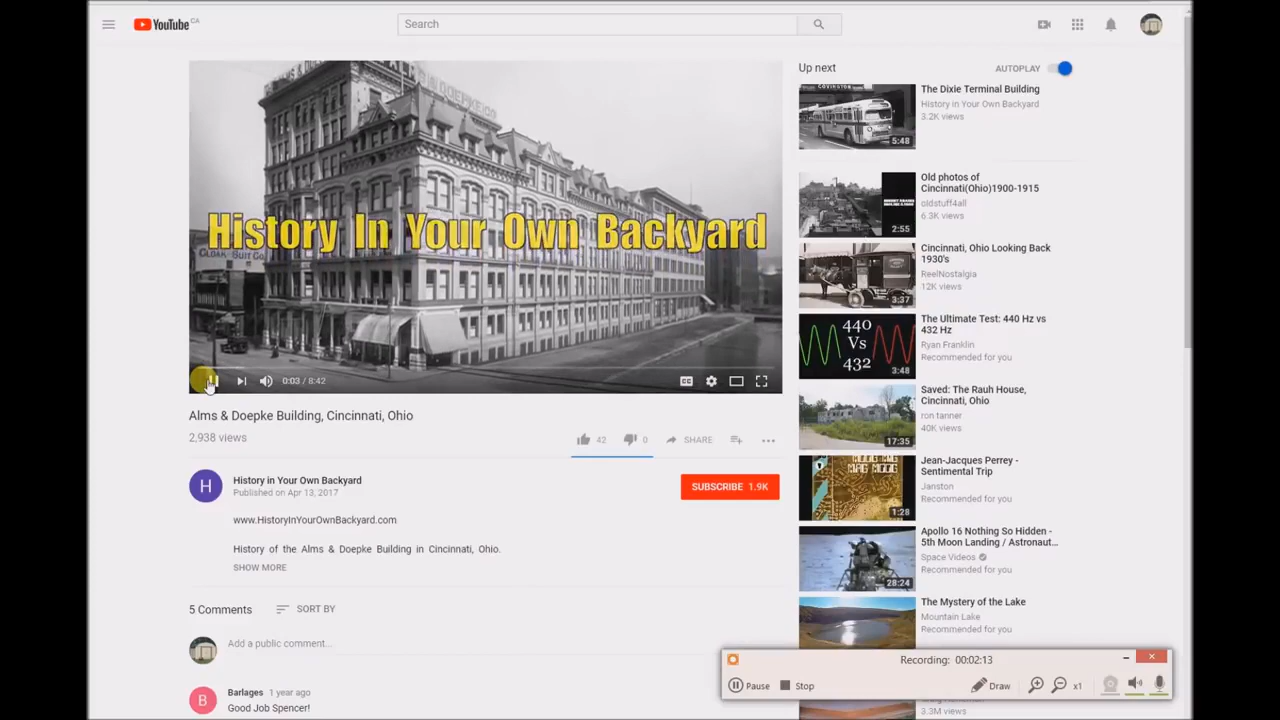 YouTube CA
Search
ALMS & DOEPKE CO
History In Your Own Backyard
CLOAK & SUIT CO
0:03 / 8:42
CC
Alms & Doepke Building, Cincinnati, Ohio
2,938 views
42
0
SHARE
H
History in Your Own Backyard
Published on Apr 13, 2017
SUBSCRIBE 1.9K
www.HistoryInYourOwnBackyard.com
History of the Alms & Doepke Building in Cincinnati, Ohio.
SHOW MORE
5 Comments
SORT BY
Add a public comment...
B
Barlages 1 year ago
Good Job Spencer!
Up next
AUTOPLAY
COVINGTON
5:48
The Dixie Terminal Building
History in Your Own Backyard
3.2K views
2:55
Old photos of
Cincinnati(Ohio)1900-1915
oldstuff4all
6.3K views
3:37
Cincinnati, Ohio Looking Back
1930's
ReelNostalgia
12K views
440
Vs
432
3:48
The Ultimate Test: 440 Hz vs
432 Hz
Ryan Franklin
Recommended for you
17:35
Saved: The Rauh House,
Cincinnati, Ohio
ron tanner
40K views
1:28
Jean-Jacques Perrey -
Sentimental Trip
Janston
Recommended for you
28:24
Apollo 16 Nothing So Hidden -
5th Moon Landing / Astronaut...
Space Videos
Recommended for you
The Mystery of the Lake
Mountain Lake
Recommended for you
3.3M views
Recording: 00:02:13
Pause
Stop
Draw
x1